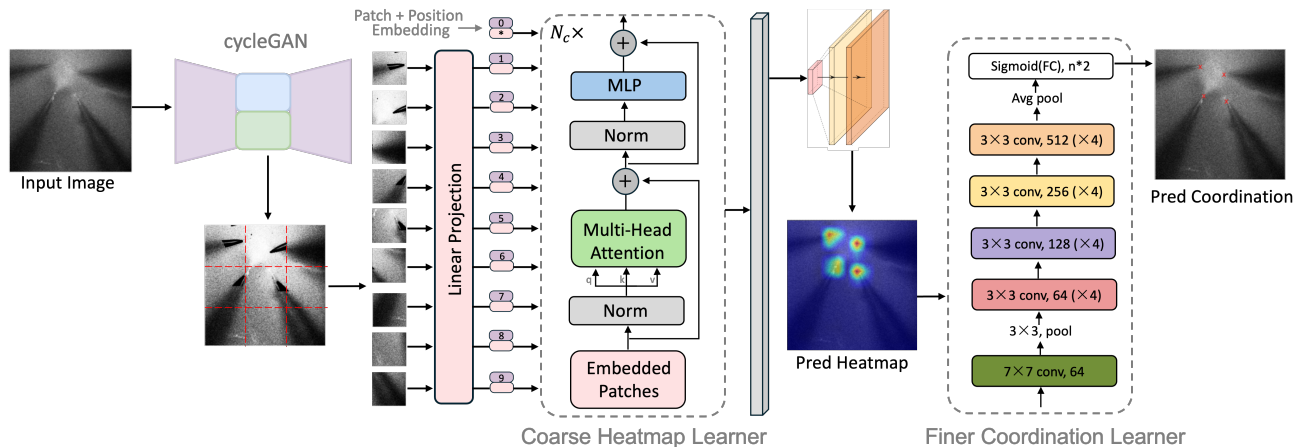 Input Image
cycleGAN
Patch + Position
Embedding
0
*
1
2
3
4
5
6
7
8
9
Linear Projection
N_c×
+
MLP
Norm
+
Multi-Head
Attention
q
k
v
Norm
Embedded
Patches
Coarse Heatmap Learner
Pred Heatmap
Sigmoid(FC), n*2
Avg pool
3×3 conv, 512 (×4)
3×3 conv, 256 (×4)
3×3 conv, 128 (×4)
3×3 conv, 64 (×4)
3×3, pool
7×7 conv, 64
Finer Coordination Learner
Pred Coordination